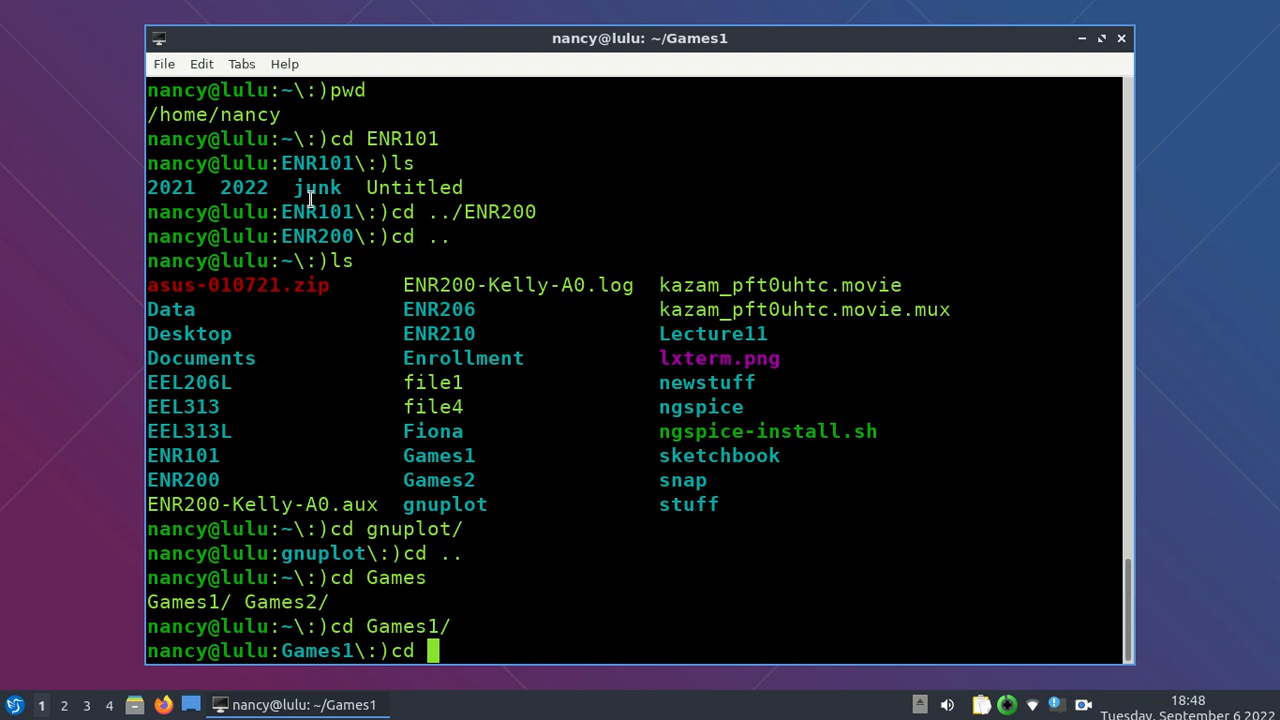 nancy@lulu: ~/Games1
File Edit Tabs Help
nancy@lulu:~\:)pwd
/home/nancy
nancy@lulu:~\:)cd ENR101
nancy@lulu:ENR101\:)ls
2021 2022 junk Untitled
nancy@lulu:ENR101\:)cd ../ENR200
nancy@lulu:ENR200\:)cd ..
nancy@lulu:~\:)ls
asus-010721.zip ENR200-Kelly-A0.log kazam_pft0uhtc.movie
Data ENR206 kazam_pft0uhtc.movie.mux
Desktop ENR210 Lecture11
Documents Enrollment lxterm.png
EEL206L file1 newstuff
EEL313 file4 ngspice
EEL313L Fiona ngspice-install.sh
ENR101 Games1 sketchbook
ENR200 Games2 snap
ENR200-Kelly-A0.aux gnuplot stuff
nancy@lulu:~\:)cd gnuplot/
nancy@lulu:gnuplot\:)cd ..
nancy@lulu:~\:)cd Games
Games1/ Games2/
nancy@lulu:~\:)cd Games1/
nancy@lulu:Games1\:)cd
1 2 3 4 nancy@lulu: ~/Games1 18:48
Tuesday, September 6 2022